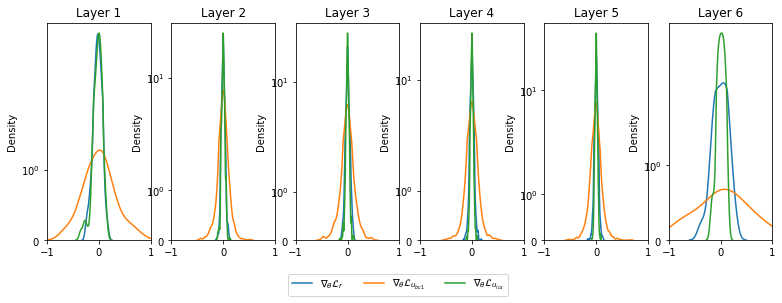 Layer 1 Layer 2 Layer 3 Layer 4 Layer 5 Layer 6
Density Density Density Density Density Density
10¹ 10¹ 10¹ 10¹
10⁰ 10⁰ 10⁰ 10⁰ 10⁰ 10⁰
0 0 0 0 0 0
−1 0 1 −1 0 1 −1 0 1 −1 0 1 −1 0 1 −1 0 1
∇θℒr ∇θℒu_bc1 ∇θℒu_ics